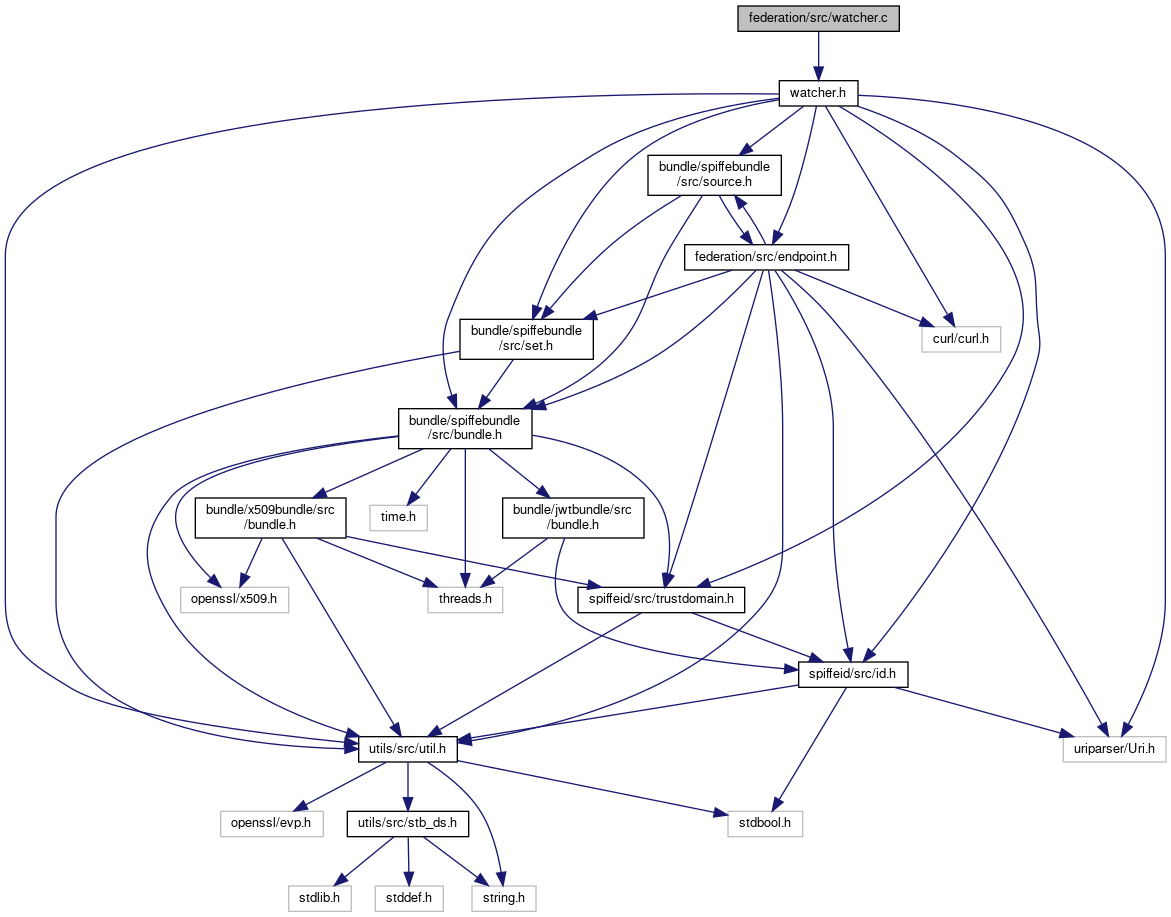 federation/src/watcher.c
watcher.h
bundle/spiffebundle
/src/source.h
federation/src/endpoint.h
bundle/spiffebundle
/src/set.h
curl/curl.h
bundle/spiffebundle
/src/bundle.h
bundle/x509bundle/src
/bundle.h
time.h
bundle/jwtbundle/src
/bundle.h
openssl/x509.h
threads.h
spiffeid/src/trustdomain.h
spiffeid/src/id.h
utils/src/util.h
uriparser/Uri.h
openssl/evp.h
utils/src/stb_ds.h
stdbool.h
stdlib.h
stddef.h
string.h